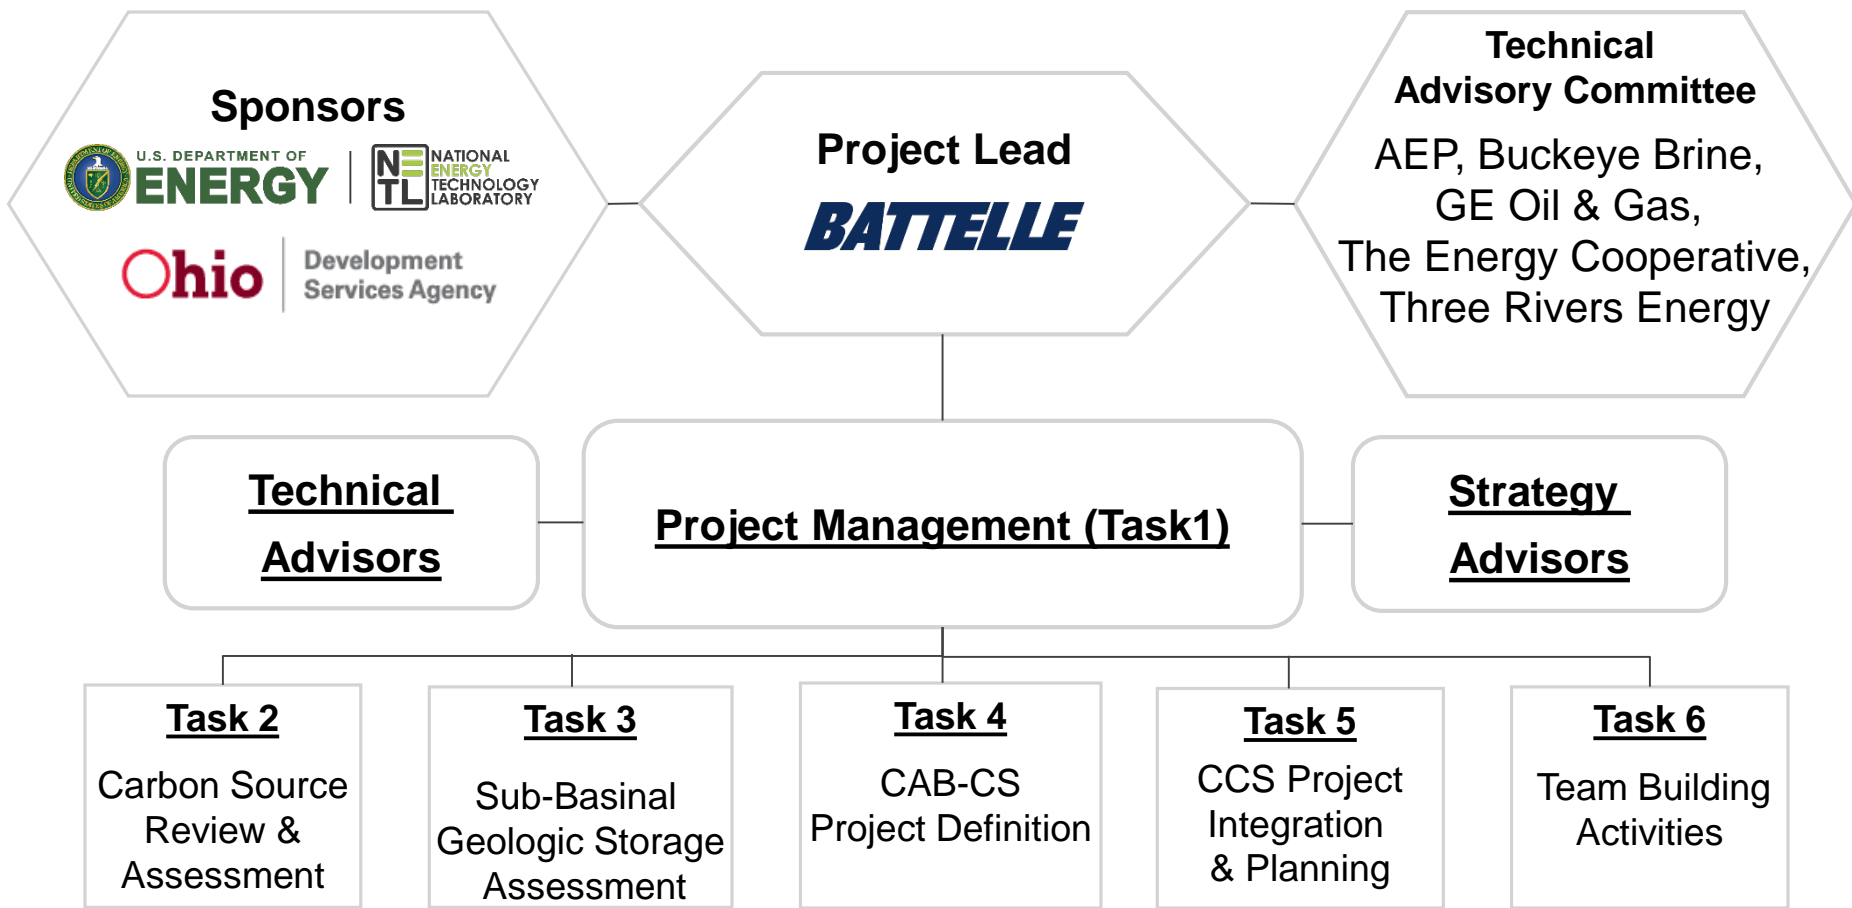 Sponsors
U.S. DEPARTMENT OF
ENERGY
NETL
NATIONAL
ENERGY
TECHNOLOGY
LABORATORY
Ohio
Development
Services Agency
Project Lead
BATTELLE
Technical
Advisory Committee
AEP, Buckeye Brine,
GE Oil & Gas,
The Energy Cooperative,
Three Rivers Energy
Technical
Advisors
Project Management (Task1)
Strategy
Advisors
Task 2
Carbon Source
Review &
Assessment
Task 3
Sub-Basinal
Geologic Storage
Assessment
Task 4
CAB-CS
Project Definition
Task 5
CCS Project
Integration
& Planning
Task 6
Team Building
Activities